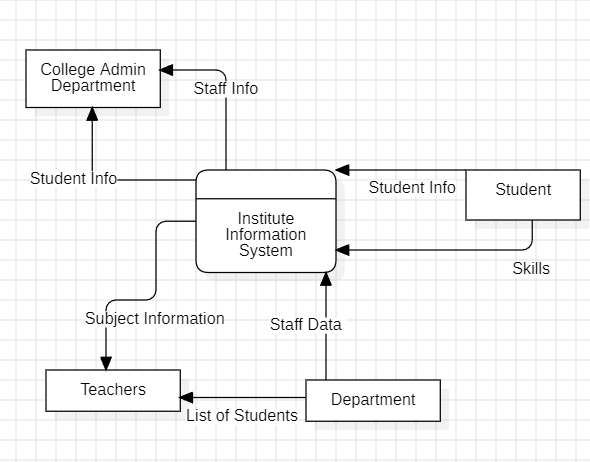 College Admin
Department
Staff Info
Student Info
Student Info
Student
Institute
Information
System
Skills
Subject Information
Staff Data
Teachers
Department
List of Students